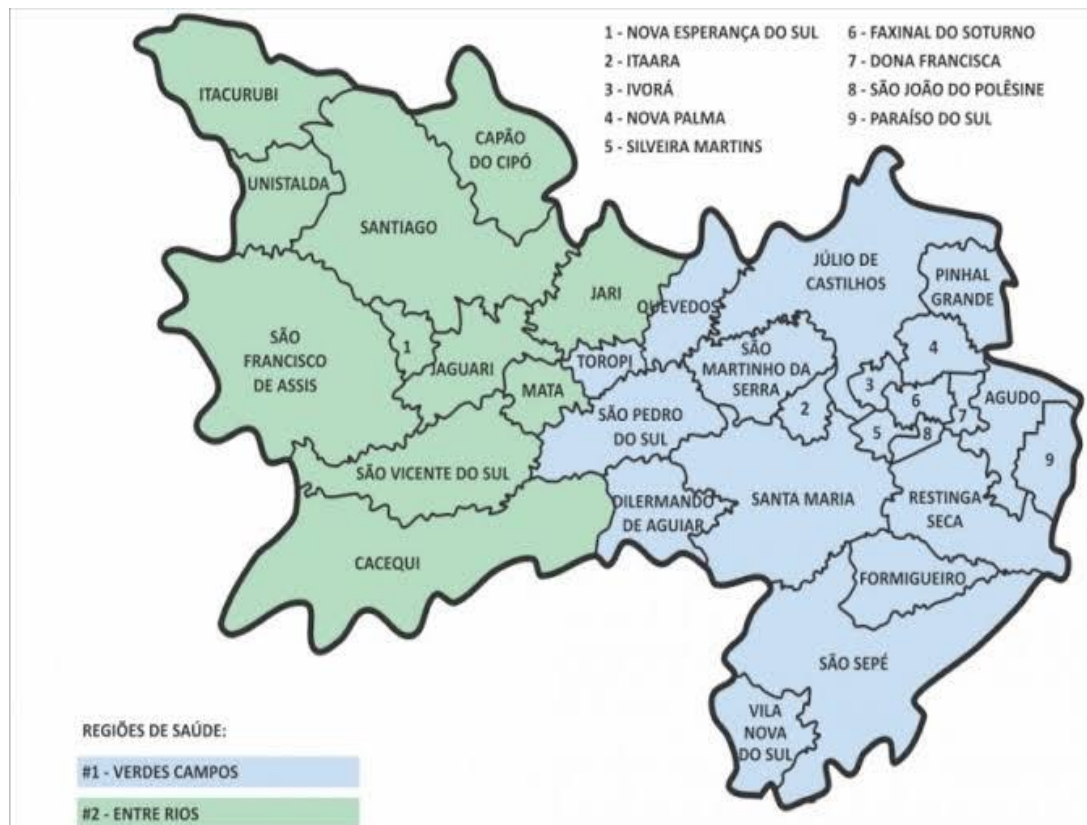 1 - NOVA ESPERANÇA DO SUL
2 - ITAARA
3 - IVORÁ
4 - NOVA PALMA
5 - SILVEIRA MARTINS
6 - FAXINAL DO SOTURNO
7 - DONA FRANCISCA
8 - SÃO JOÃO DO POLÊSINE
9 - PARAÍSO DO SUL
ITACURUBI
CAPÃO
DO CIPÓ
UNISTALDA
SANTIAGO
JÚLIO DE
CASTILHOS
PINHAL
GRANDE
JARI
QUEVEDOS
SÃO
FRANCISCO
DE ASSIS
1
JAGUARI
TOROPI
SÃO
MARTINHO DA
SERRA
4
3
6
7
AGUDO
MATA
SÃO PEDRO
DO SUL
2
5
8
9
SÃO VICENTE DO SUL
DILERMANDO
DE AGUIAR
SANTA MARIA
RESTINGA
SECA
CACEQUI
FORMIGUEIRO
SÃO SEPÉ
VILA
NOVA
DO SUL
REGIÕES DE SAÚDE:
#1 - VERDES CAMPOS
#2 - ENTRE RIOS